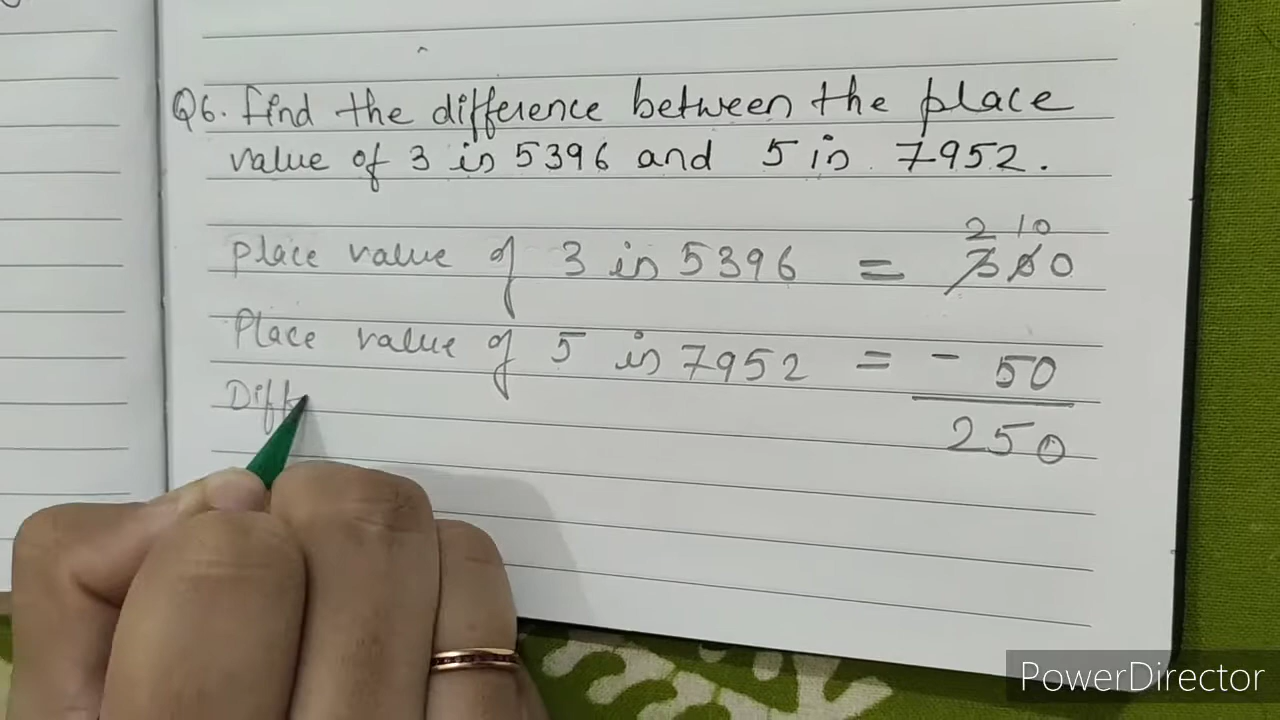 Q6. Find the difference between the place
value of 3 in 5396 and 5 in 7952.
2 10
Place value of 3 in 5396 = 300
Place value of 5 in 7952 = - 50
Diff
250
PowerDirector